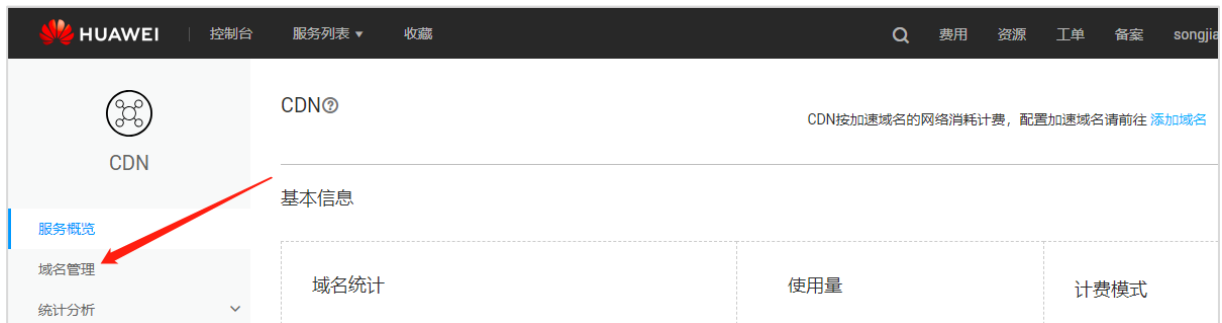 HUAWEI 控制台 服务列表 收藏 费用 资源 工单 备案 songjia
CDN
CDN按加速域名的网络消耗计费，配置加速域名请前往 添加域名
CDN
基本信息
服务概览
域名管理
域名统计 使用量 计费模式
统计分析